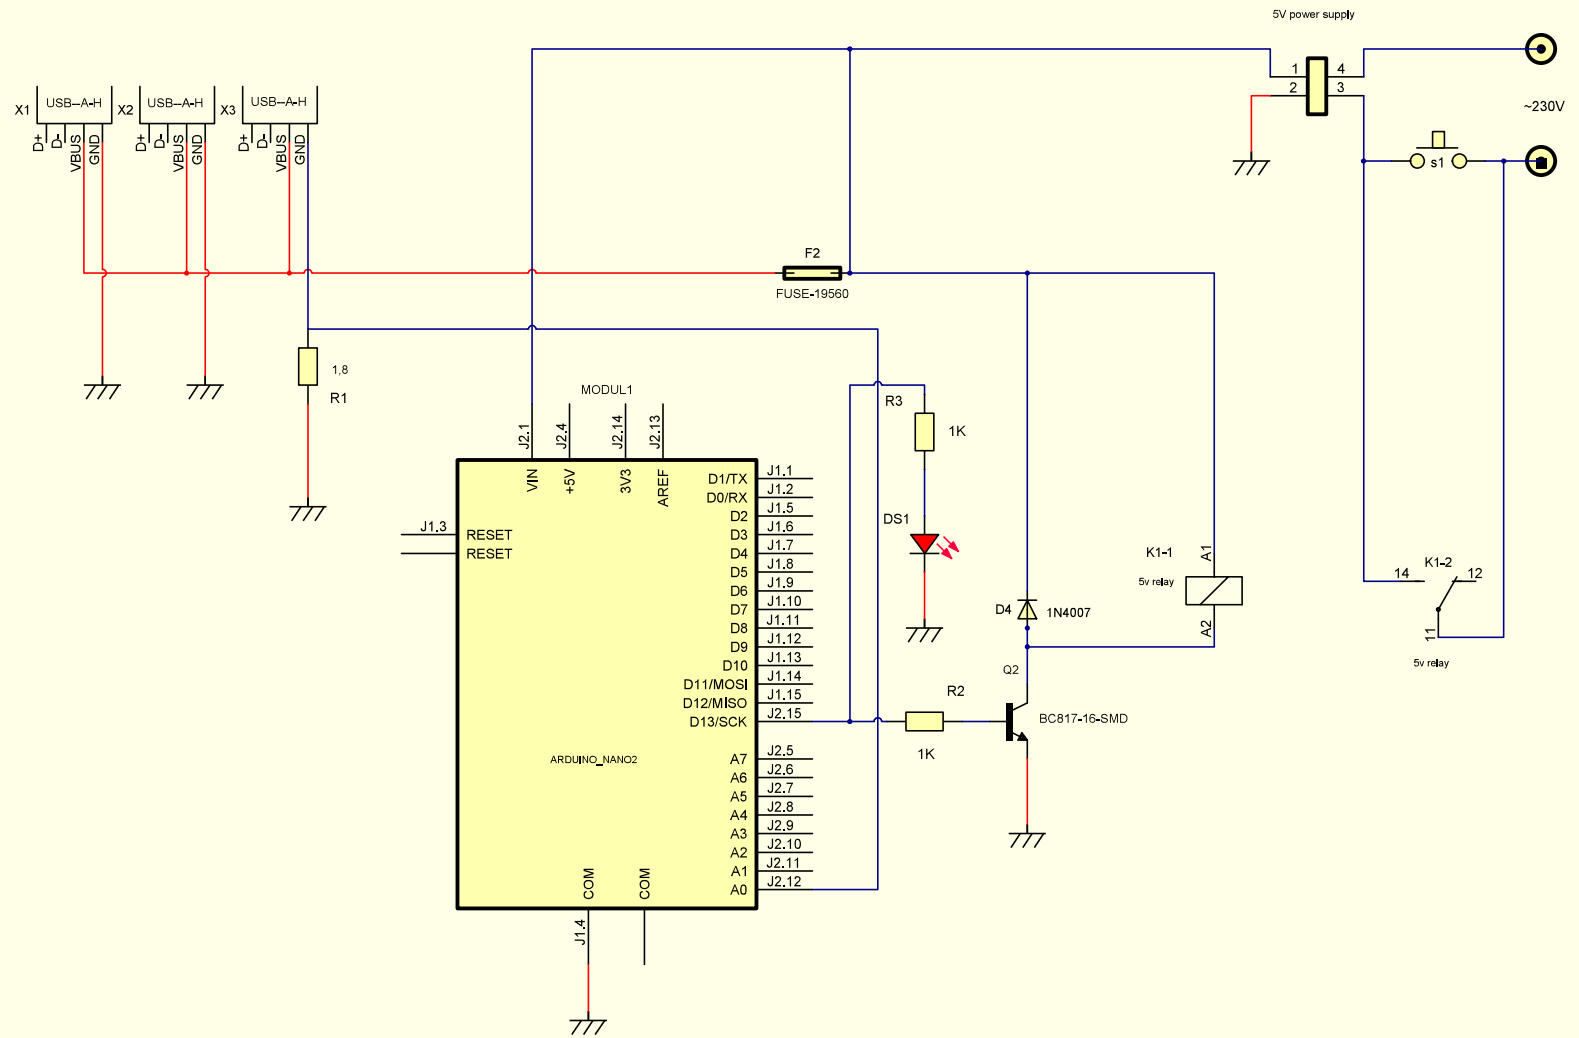 5V power supply
1
4
2
3
~230V
s1
X1
USB--A-H
X2
USB--A-H
X3
USB--A-H
D+
D-
VBUS
GND
D+
D-
VBUS
GND
D+
D-
VBUS
GND
F2
FUSE-19560
1,8
R1
MODUL1
J2.1
J2.4
J2.14
J2.13
VIN
+5V
3V3
AREF
J1.3
RESET
RESET
D1/TX
J1.1
D0/RX
J1.2
D2
J1.5
D3
J1.6
D4
J1.7
D5
J1.8
D6
J1.9
D7
J1.10
D8
J1.11
D9
J1.12
D10
J1.13
D11/MOSI
J1.14
D12/MISO
J1.15
D13/SCK
J2.15
ARDUINO_NANO2
A7
J2.5
A6
J2.6
A5
J2.7
A4
J2.8
A3
J2.9
A2
J2.10
A1
J2.11
A0
J2.12
COM
COM
J1.4
R3
1K
DS1
R2
1K
D4
1N4007
Q2
BC817-16-SMD
K1-1
5v relay
A1
A2
K1-2
14
12
11
5v relay